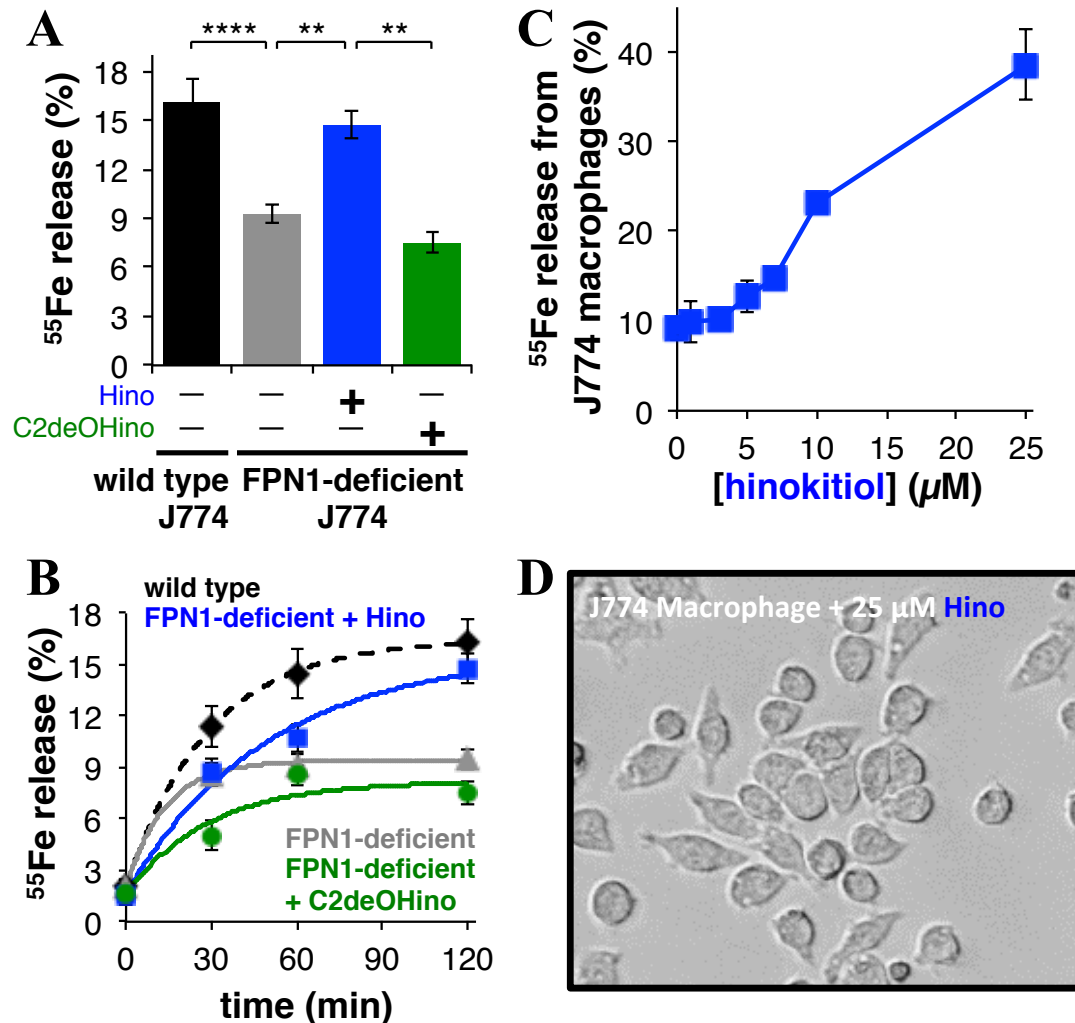 A
**** ** **
⁵⁵Fe release (%)
18
15
12
9
6
3
0
Hino — — + —
C2deOHino — — — +
wild type FPN1-deficient
J774 J774
C
⁵⁵Fe release from
J774 macrophages (%)
40
30
20
10
0
0 5 10 15 20 25
[hinokitiol] (µM)
B
wild type
FPN1-deficient + Hino
⁵⁵Fe release (%)
18
15
12
9
6
3
0
FPN1-deficient
FPN1-deficient
+ C2deOHino
0 30 60 90 120
time (min)
D
J774 Macrophage + 25 µM Hino